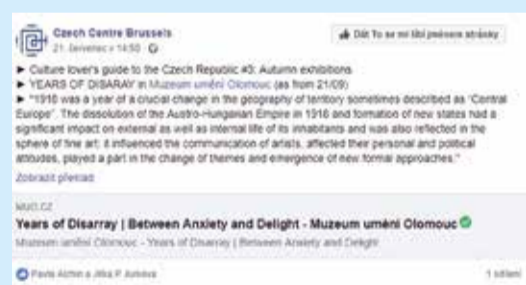 Czech Centre Brussels
Dát To se mi líbí jménem stránky
21. červenec v 14:50
► Culture lover's guide to the Czech Republic #3: Autumn exhibitions
► YEARS OF DISARAY in Muzeum umění Olomouc (as from 21/09)
► "1918 was a year of a crucial change in the geography of territory sometimes described as "Central
Europe". The dissolution of the Austro-Hungarian Empire in 1918 and formation of new states had a
significant impact on external as well as internal life of its inhabitants and was also reflected in the
sphere of fine art: it influenced the communication of artists, affected their personal and political
attitudes, played a part in the change of themes and emergence of new formal approaches."
Zobrazit překlad
MUO.CZ
Years of Disarray | Between Anxiety and Delight - Muzeum umění Olomouc
Muzeum umění Olomouc - Years of Disarray | Between Anxiety and Delight
Pavla a Jitka P.
1 sdílení